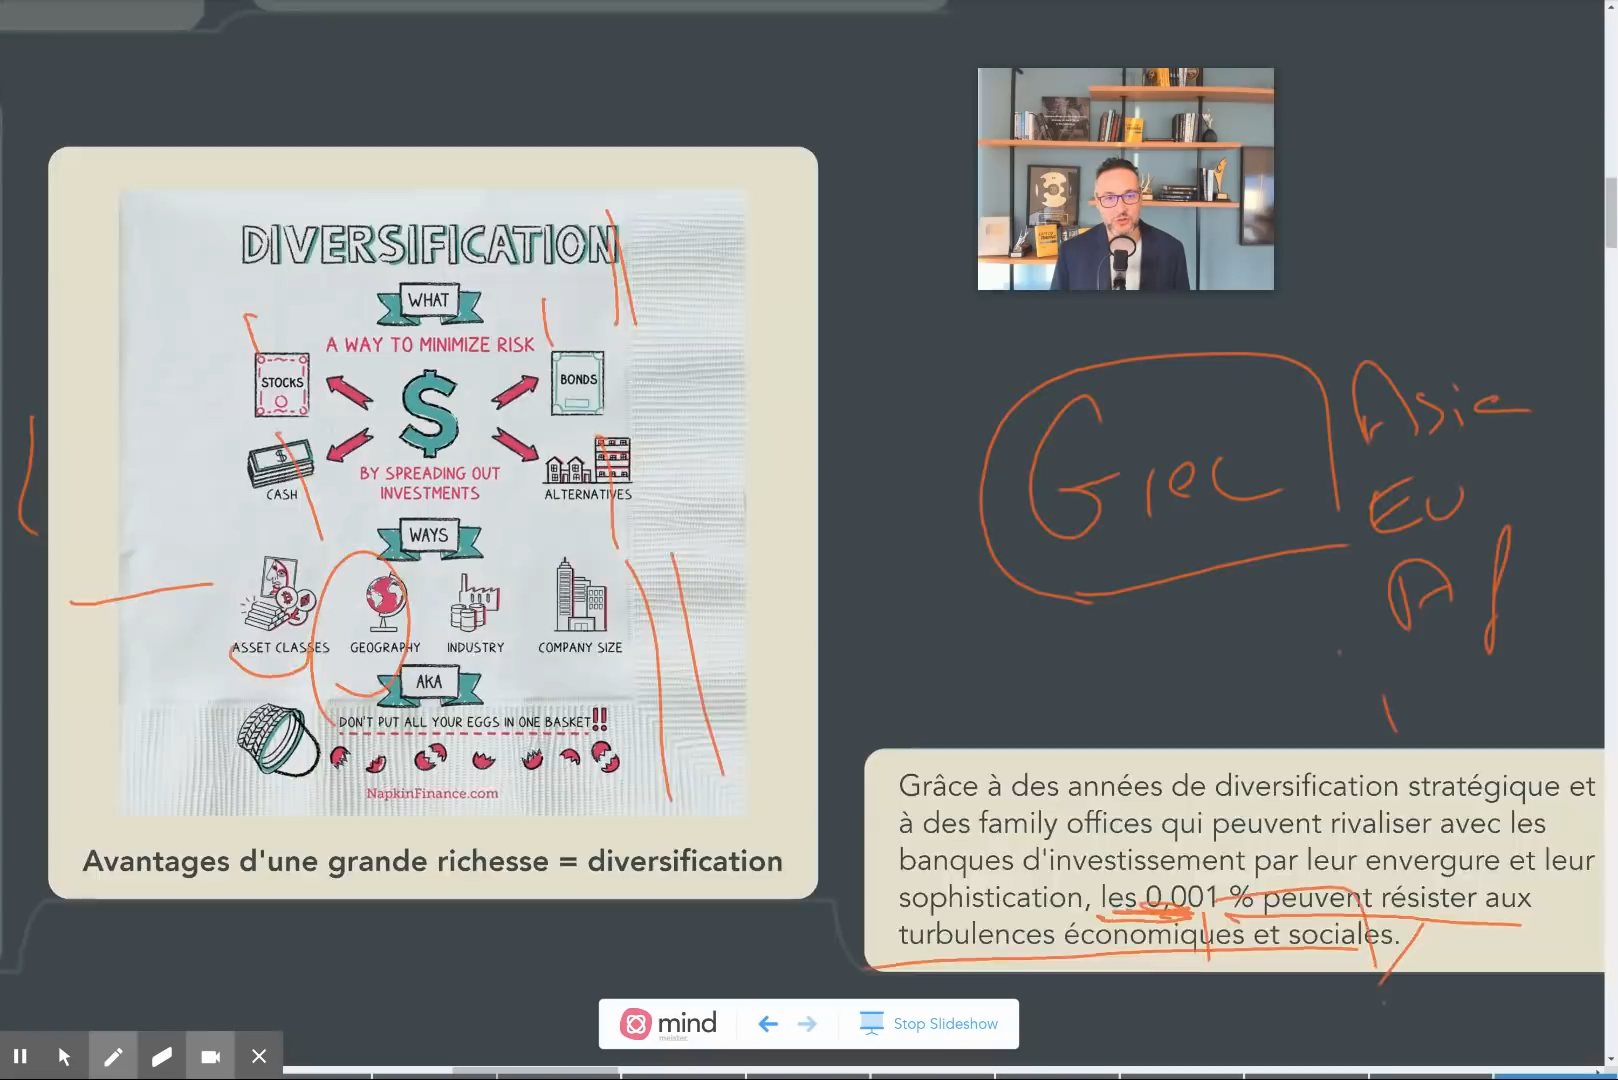 DIVERSIFICATION
WHAT
A WAY TO MINIMIZE RISK
STOCKS
BONDS
$
CASH
BY SPREADING OUT
INVESTMENTS
ALTERNATIVES
WAYS
ASSET CLASSES
GEOGRAPHY
INDUSTRY
COMPANY SIZE
AKA
DON'T PUT ALL YOUR EGGS IN ONE BASKET!!
NapkinFinance.com
Avantages d'une grande richesse = diversification
Asie
EU
Grâce à des années de diversification stratégique et
à des family offices qui peuvent rivaliser avec les
banques d'investissement par leur envergure et leur
sophistication, les 0,001 % peuvent résister aux
turbulences économiques et sociales.
mind
meister
Stop Slideshow